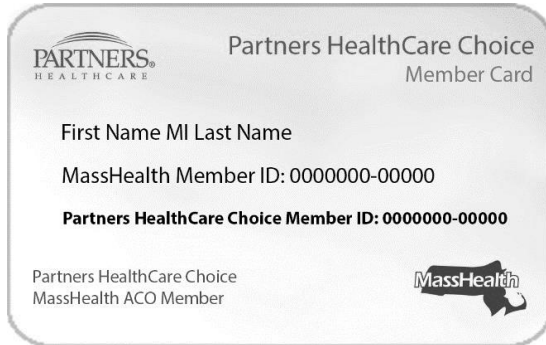 PARTNERS®
HEALTHCARE
Partners HealthCare Choice
Member Card
First Name MI Last Name
MassHealth Member ID: 0000000-00000
Partners HealthCare Choice Member ID: 0000000-00000
Partners HealthCare Choice
MassHealth ACO Member
MassHealth